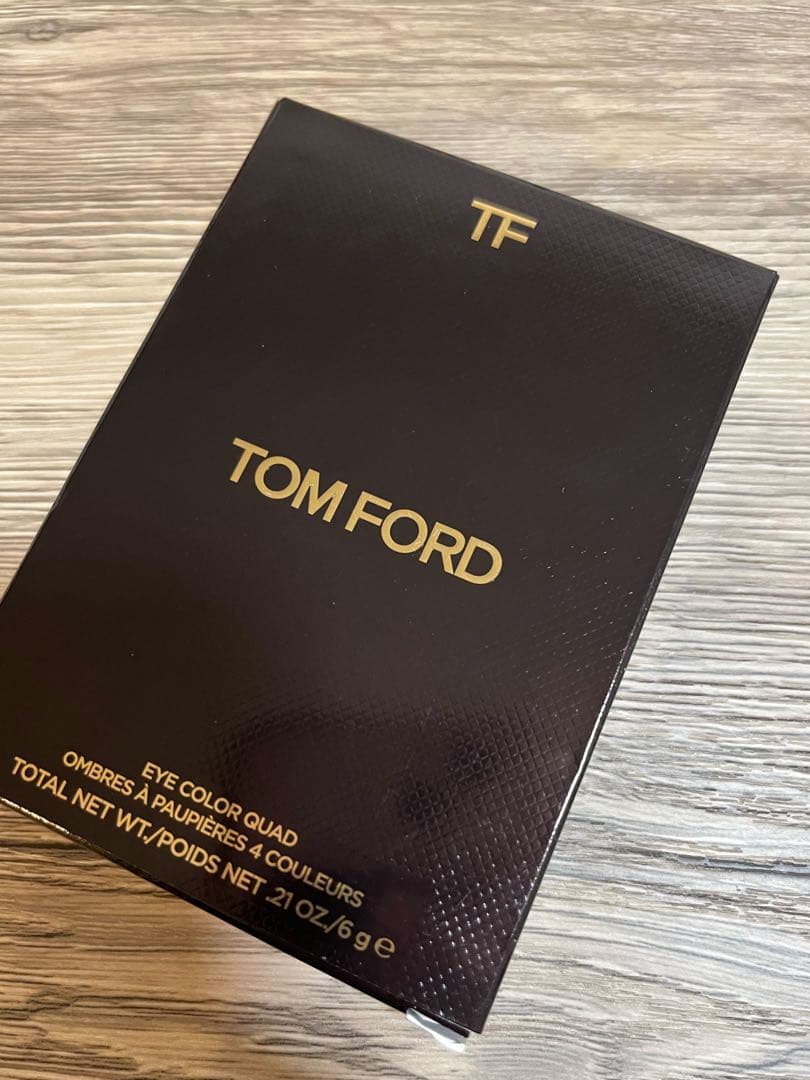 TF
TOM FORD
EYE COLOR QUAD
OMBRES À PAUPIÈRES 4 COULEURS
TOTAL NET WT./POIDS NET .21 OZ./6 g ℮